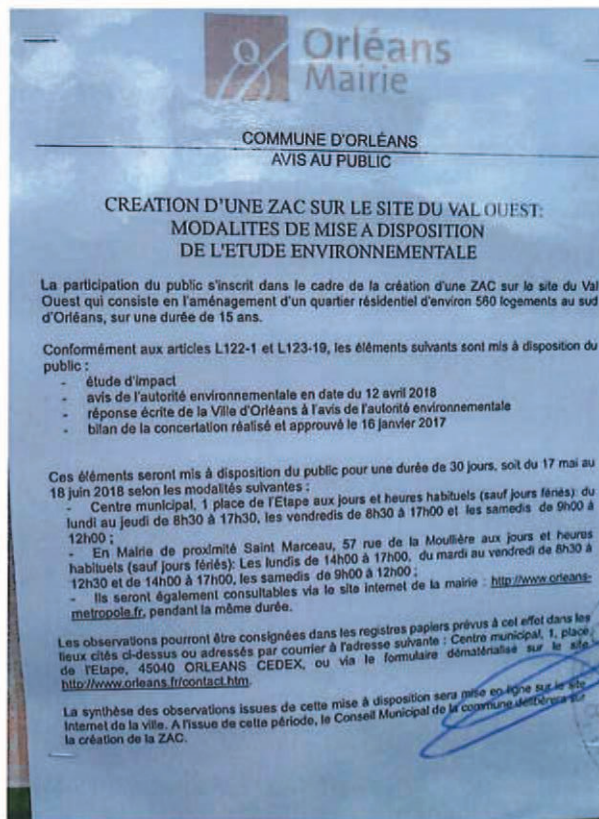 Orléans
Mairie
COMMUNE D'ORLÉANS
AVIS AU PUBLIC
CREATION D'UNE ZAC SUR LE SITE DU VAL OUEST:
MODALITES DE MISE A DISPOSITION
DE L'ETUDE ENVIRONNEMENTALE
La participation du public s'inscrit dans le cadre de la création d'une ZAC sur le site du Val
Ouest qui consiste en l'aménagement d'un quartier résidentiel d'environ 560 logements au sud
d'Orléans, sur une durée de 15 ans.
Conformément aux articles L122-1 et L123-19, les éléments suivants sont mis à disposition du
public :
- étude d'impact
- avis de l'autorité environnementale en date du 12 avril 2018
- réponse écrite de la Ville d'Orléans à l'avis de l'autorité environnementale
- bilan de la concertation réalisé et approuvé le 16 janvier 2017
Ces éléments seront mis à disposition du public pour une durée de 30 jours, soit du 17 mai au
18 juin 2018 selon les modalités suivantes :
- Centre municipal, 1 place de l'Etape aux jours et heures habituels (sauf jours fériés): du
lundi au jeudi de 8h30 à 17h30, les vendredis de 8h30 à 17h00 et les samedis de 9h00 à
12h00 ;
- En Mairie de proximité Saint Marceau, 57 rue de la Mouillère aux jours et heures
habituels (sauf jours fériés): Les lundis de 14h00 à 17h00, du mardi au vendredi de 8h30 à
12h30 et de 14h00 à 17h00, les samedis de 9h00 à 12h00 ;
- Ils seront également consultables via le site internet de la mairie : http://www.orleans-
metropole.fr, pendant la même durée.
Les observations pourront être consignées dans les registres papiers prévus à cet effet dans les
lieux cités ci-dessus ou adressés par courrier à l'adresse suivante : Centre municipal, 1, place
de l'Etape, 45040 ORLEANS CEDEX, ou via le formulaire dématérialisé sur le site
http://www.orleans.fr/contact.htm.
La synthèse des observations issues de cette mise à disposition sera mise en ligne sur le site
Internet de la ville. A l'issue de cette période, le Conseil Municipal de la commune délibérera sur
la création de la ZAC.